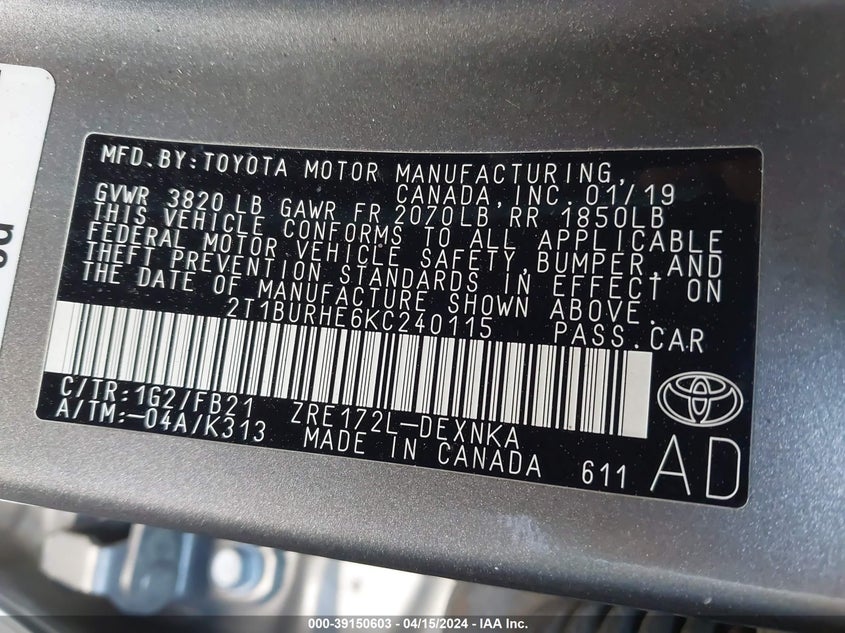 MFD.BY:TOYOTA MOTOR MANUFACTURING,
CANADA,INC. 01/19
GVWR 3820 LB GAWR FR 2070LB RR 1850LB
THIS VEHICLE CONFORMS TO ALL APPLICABLE
FEDERAL MOTOR VEHICLE SAFETY,BUMPER,AND
THEFT PREVENTION STANDARDS IN EFFECT ON
THE DATE OF MANUFACTURE SHOWN ABOVE.
2T1BURHE6KC240115 PASS.CAR
C/TR:1G2/FB21 ZRE172L-DEXNKA
A/TM:-04A/K313 MADE IN CANADA 611 AD
000-39150603 - 04/15/2024 - IAA Inc.